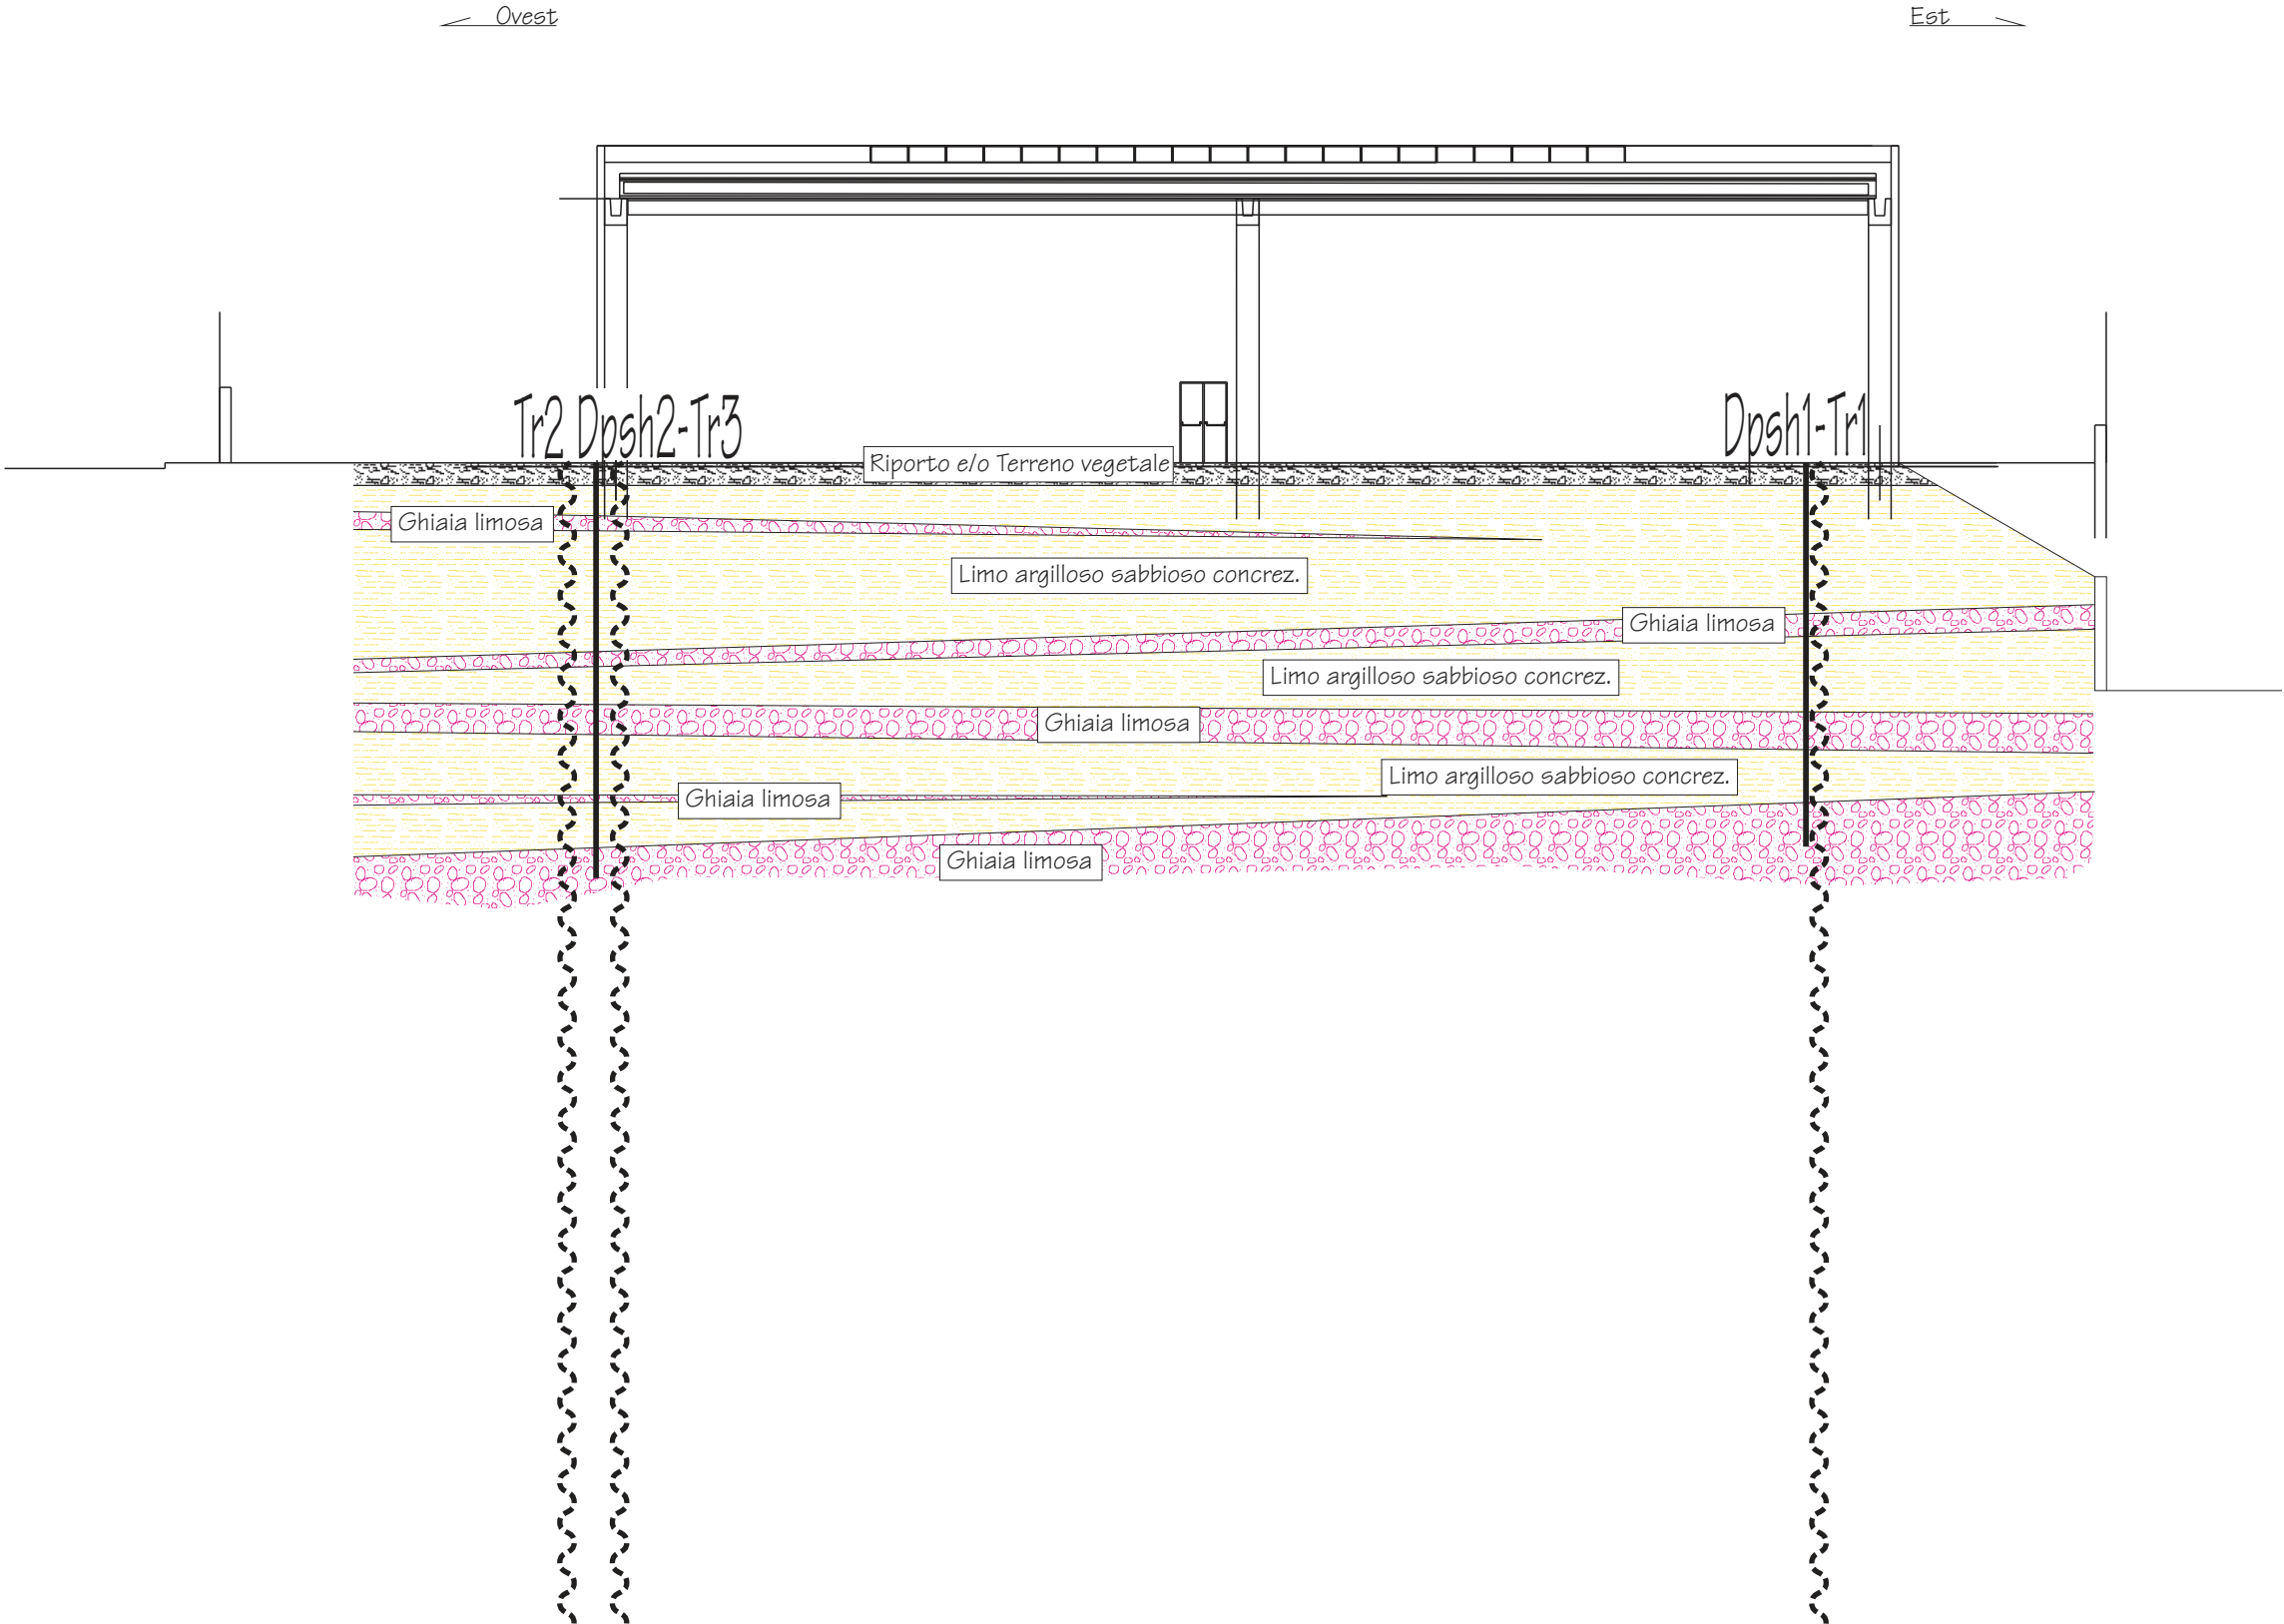 Ovest
Est
Tr2 Dpsh2-Tr3
Dpsh1-Tr1
Riporto e/o Terreno vegetale
Ghiaia limosa
Limo argilloso sabbioso concrez.
Ghiaia limosa
Limo argilloso sabbioso concrez.
Ghiaia limosa
Limo argilloso sabbioso concrez.
Ghiaia limosa
Ghiaia limosa